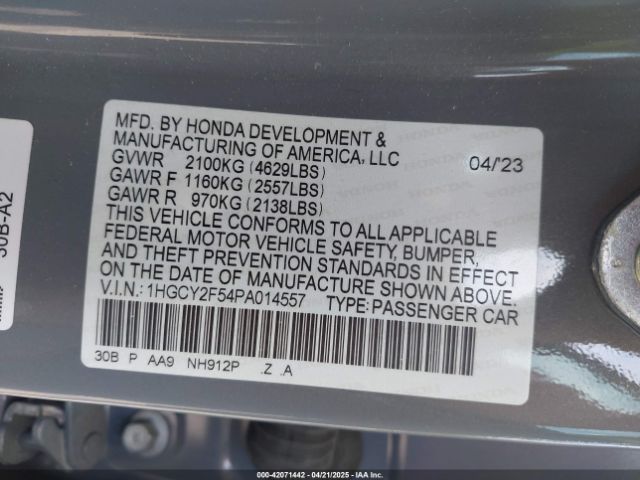 MFD. BY HONDA DEVELOPMENT &
MANUFACTURING OF AMERICA, LLC 04/'23
GVWR 2100KG (4629LBS)
GAWR F 1160KG (2557LBS)
GAWR R 970KG (2138LBS)
THIS VEHICLE CONFORMS TO ALL APPLICABLE
FEDERAL MOTOR VEHICLE SAFETY, BUMPER,
AND THEFT PREVENTION STANDARDS IN EFFECT
ON THE DATE OF MANUFACTURE SHOWN ABOVE.
V.I.N.: 1HGCY2F54PA014557 TYPE: PASSENGER CAR
30B P AA9 NH912P .Z .A
30B-A2
000-42071442 - 04/21/2025 - IAAI.COM